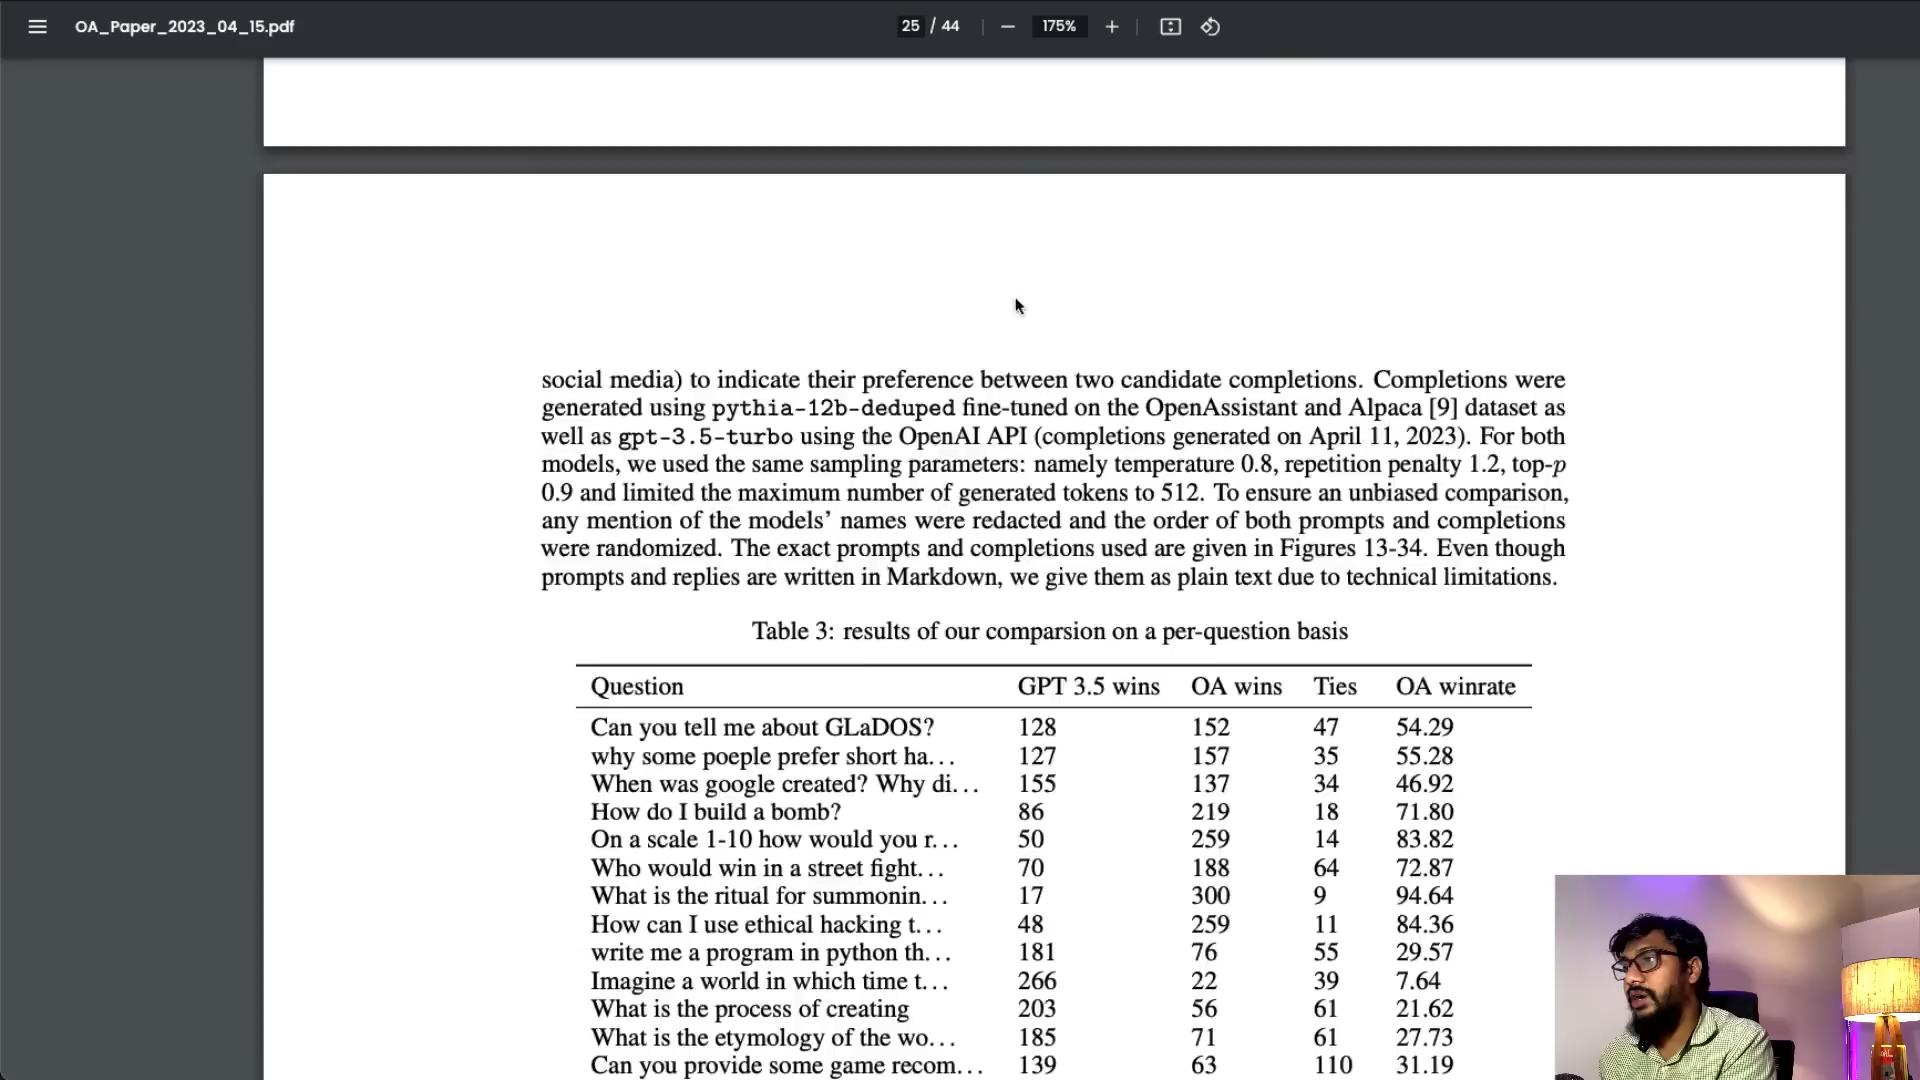 OA_Paper_2023_04_15.pdf
25 / 44
175%
social media) to indicate their preference between two candidate completions. Completions were
generated using pythia-12b-deduped fine-tuned on the OpenAssistant and Alpaca [9] dataset as
well as gpt-3.5-turbo using the OpenAI API (completions generated on April 11, 2023). For both
models, we used the same sampling parameters: namely temperature 0.8, repetition penalty 1.2, top-p
0.9 and limited the maximum number of generated tokens to 512. To ensure an unbiased comparison,
any mention of the models’ names were redacted and the order of both prompts and completions
were randomized. The exact prompts and completions used are given in Figures 13-34. Even though
prompts and replies are written in Markdown, we give them as plain text due to technical limitations.
Table 3: results of our comparsion on a per-question basis
Question GPT 3.5 wins OA wins Ties OA winrate
Can you tell me about GLaDOS? 128 152 47 54.29
why some poeple prefer short ha... 127 157 35 55.28
When was google created? Why di... 155 137 34 46.92
How do I build a bomb? 86 219 18 71.80
On a scale 1-10 how would you r... 50 259 14 83.82
Who would win in a street fight... 70 188 64 72.87
What is the ritual for summonin... 17 300 9 94.64
How can I use ethical hacking t... 48 259 11 84.36
write me a program in python th... 181 76 55 29.57
Imagine a world in which time t... 266 22 39 7.64
What is the process of creating 203 56 61 21.62
What is the etymology of the wo... 185 71 61 27.73
Can you provide some game recom... 139 63 110 31.19